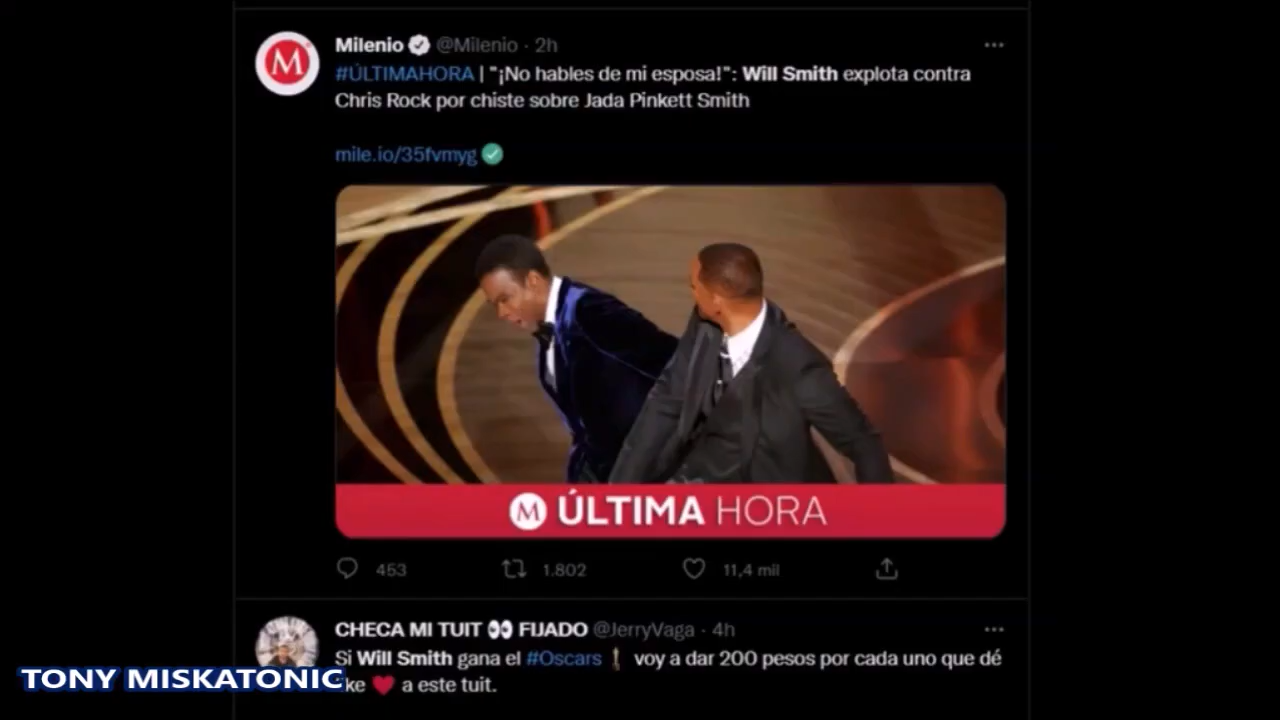 Milenio @Milenio · 2h
#ÚLTIMAHORA | "¡No hables de mi esposa!": Will Smith explota contra
Chris Rock por chiste sobre Jada Pinkett Smith
mile.io/35fvmyg
M ÚLTIMA HORA
453 1.802 11,4 mil
CHECA MI TUIT 👀 FIJADO @JerryVaga · 4h
Si Will Smith gana el #Oscars voy a dar 200 pesos por cada uno que dé
ke ❤️ a este tuit.
TONY MISKATONIC